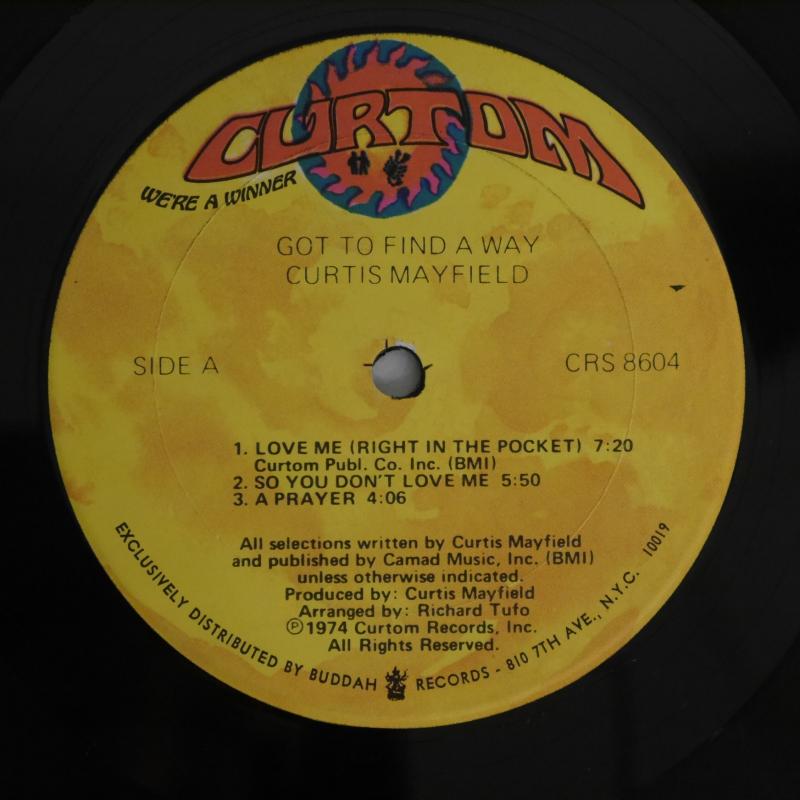 CURTOM
WE'RE A WINNER
GOT TO FIND A WAY
CURTIS MAYFIELD
SIDE A
CRS 8604
1. LOVE ME (RIGHT IN THE POCKET) 7:20
Curtom Publ. Co. Inc. (BMI)
2. SO YOU DON'T LOVE ME 5:50
3. A PRAYER 4:06
All selections written by Curtis Mayfield
and published by Camad Music, Inc. (BMI)
unless otherwise indicated.
Produced by: Curtis Mayfield
Arranged by: Richard Tufo
℗1974 Curtom Records, Inc.
All Rights Reserved.
EXCLUSIVELY DISTRIBUTED BY BUDDAH RECORDS - 810 7TH AVE., N.Y.C. 10019